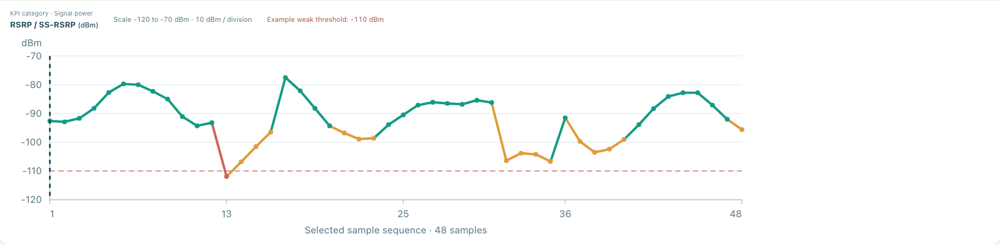 KPI category · Signal power
RSRP / SS-RSRP (dBm)
Scale -120 to -70 dBm · 10 dBm / division
Example weak threshold: -110 dBm
dBm
-70
-80
-90
-100
-110
-120
1
13
25
36
48
Selected sample sequence · 48 samples